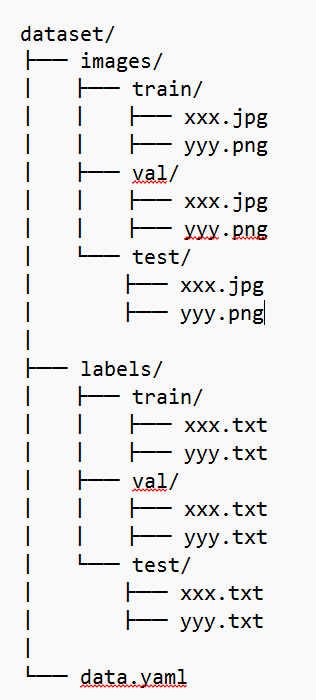 dataset/
├── images/
│   ├── train/
│   │   ├── xxx.jpg
│   │   ├── yyy.png
│   ├── val/
│   │   ├── xxx.jpg
│   │   ├── yyy.png
│   └── test/
│       ├── xxx.jpg
│       ├── yyy.png
│
├── labels/
│   ├── train/
│   │   ├── xxx.txt
│   │   ├── yyy.txt
│   ├── val/
│   │   ├── xxx.txt
│   │   ├── yyy.txt
│   └── test/
│       ├── xxx.txt
│       ├── yyy.txt
│
└── data.yaml